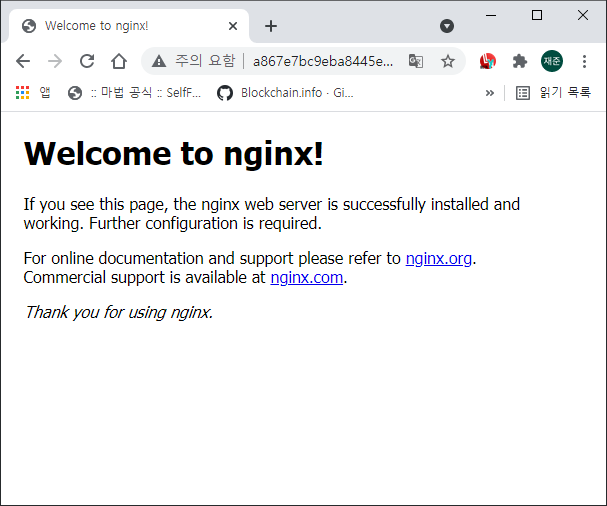 Welcome to nginx!
주의 요함 a867e7bc9eba8445e...
재준
앱 :: 마법 공식 :: SelfF... Blockchain.info · Gi... » 읽기 목록
Welcome to nginx!
If you see this page, the nginx web server is successfully installed and
working. Further configuration is required.
For online documentation and support please refer to nginx.org.
Commercial support is available at nginx.com.
Thank you for using nginx.